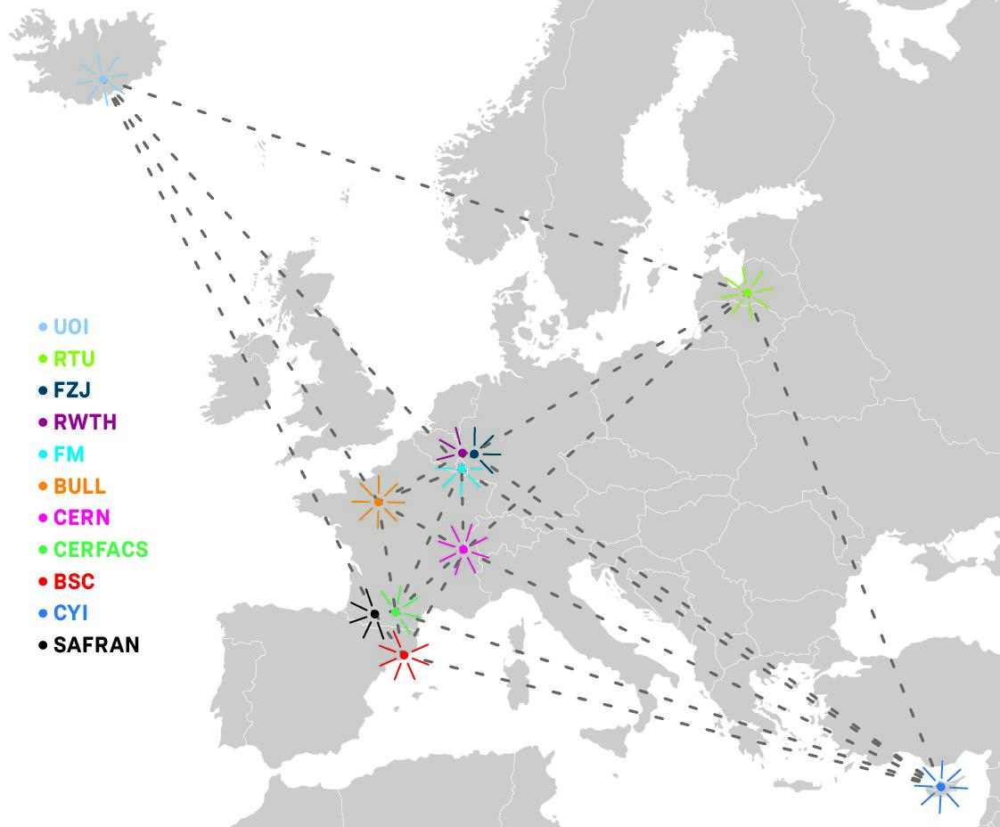 UOI
RTU
FZJ
RWTH
FM
BULL
CERN
CERFACS
BSC
CYI
SAFRAN